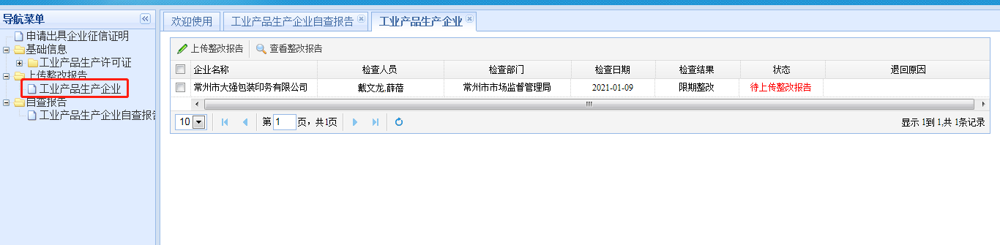 导航菜单
申请出具企业征信证明
基础信息
工业产品生产许可证
上传整改报告
工业产品生产企业
自查报告
工业产品生产企业自查报告
欢迎使用 工业产品生产企业自查报告 工业产品生产企业
上传整改报告 查看整改报告
企业名称 检查人员 检查部门 检查日期 检查结果 状态 退回原因
常州市大强包装印务有限公司 戴文龙,薛蓓 常州市市场监督管理局 2021-01-09 限期整改 待上传整改报告
10 第 1 页，共1页 显示 1到 1,共 1条记录